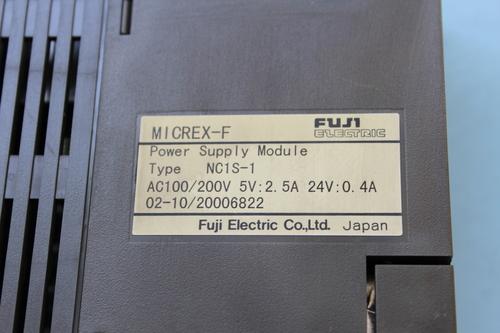 MICREX-F FUJI ELECTRIC
Power Supply Module
Type NC1S-1
AC100/200V 5V:2.5A 24V:0.4A
02-10/20006822
Fuji Electric Co.,Ltd. Japan